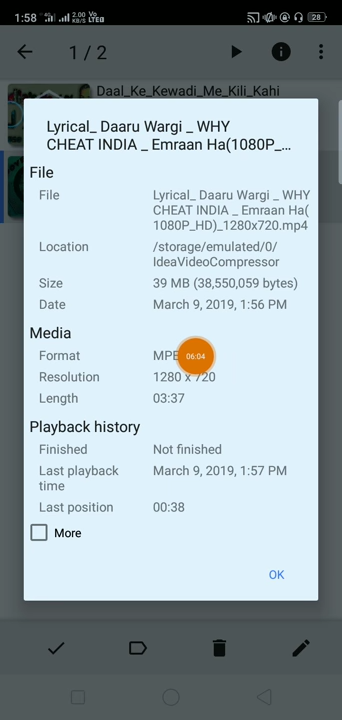 1:58 4G 2.00 KB/S Vo LTED 28
1 / 2
Daal_Ke_Kewadi_Me_Kili_Kahi
Lyrical_ Daaru Wargi _ WHY
CHEAT INDIA _ Emraan Ha(1080P_...
File
File Lyrical_ Daaru Wargi _ WHY
CHEAT INDIA _ Emraan Ha(
1080P_HD)_1280x720.mp4
Location /storage/emulated/0/
IdeaVideoCompressor
Size 39 MB (38,550,059 bytes)
Date March 9, 2019, 1:56 PM
Media
Format
06:04
Resolution 1280 x 720
Length 03:37
Playback history
Finished Not finished
Last playback March 9, 2019, 1:57 PM
time
Last position 00:38
More
OK